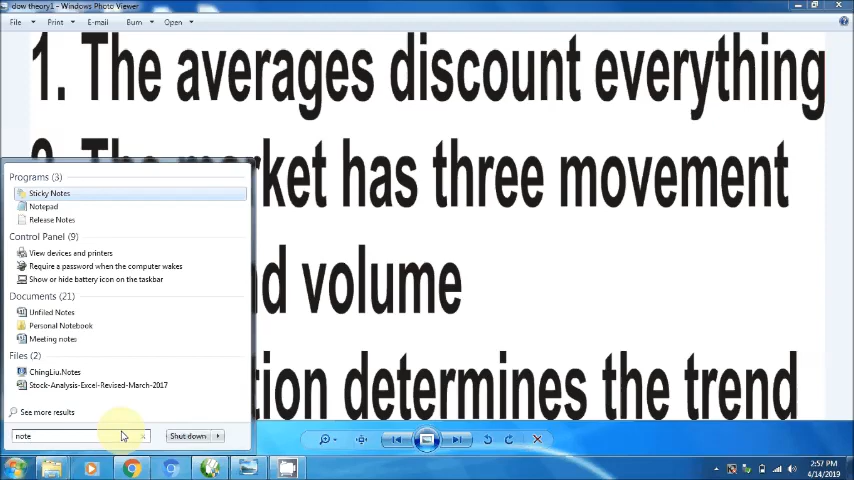 dow theory1 - Windows Photo Viewer
File Print E-mail Burn Open
1. The averages discount everything
2. The market has three movement
d volume
tion determines the trend
Programs (3)
Sticky Notes
Notepad
Release Notes
Control Panel (9)
View devices and printers
Require a password when the computer wakes
Show or hide battery icon on the taskbar
Documents (21)
Unfiled Notes
Personal Notebook
Meeting notes
Files (2)
ChingLiu.Notes
Stock-Analysis-Excel-Revised-March-2017
See more results
note
Shut down
2:57 PM
4/14/2019